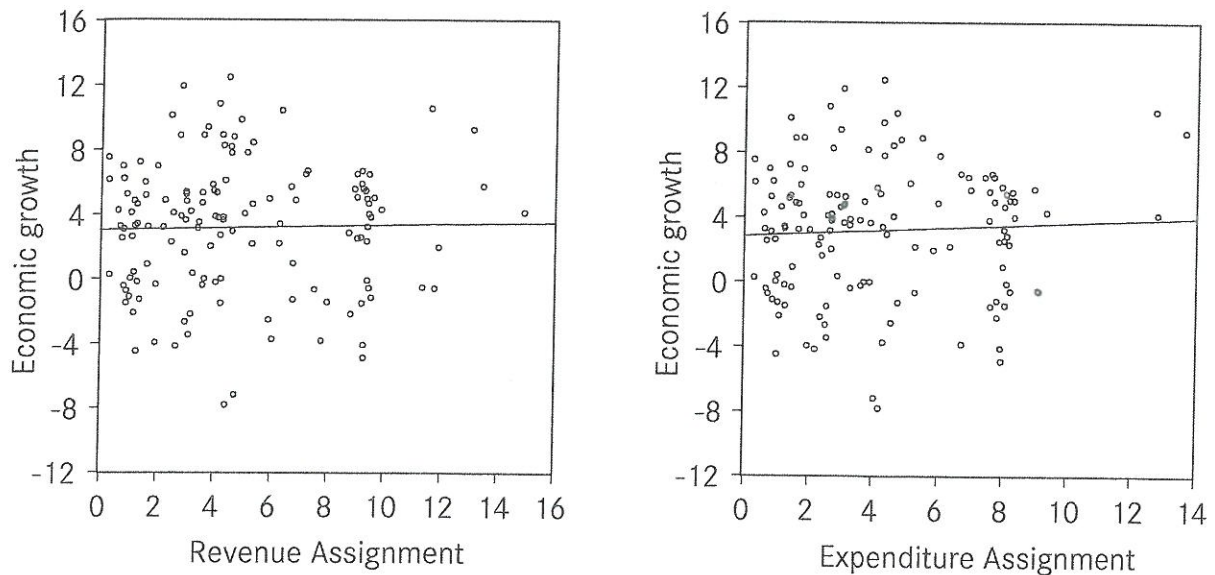 16
12
8
4
0
-4
-8
-12
Economic growth
0 2 4 6 8 10 12 14 16
Revenue Assignment
16
12
8
4
0
-4
-8
-12
Economic growth
0 2 4 6 8 10 12 14
Expenditure Assignment